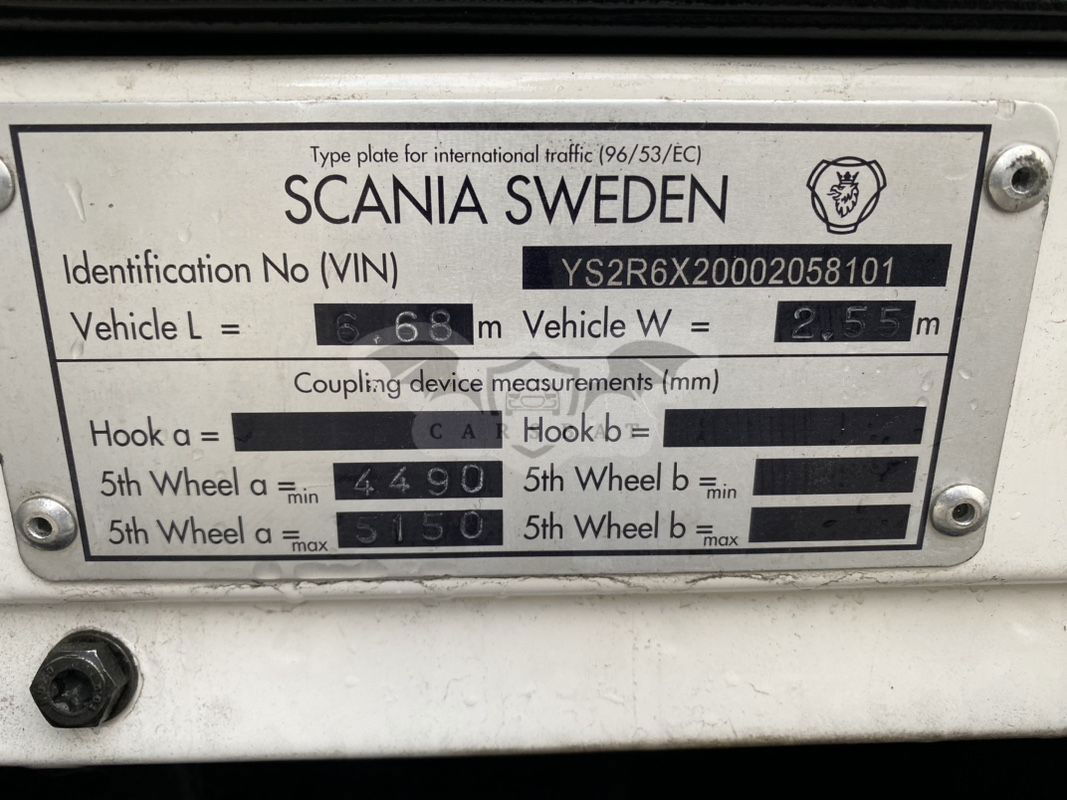 Type plate for international traffic (96/53/EC)
SCANIA SWEDEN
Identification No (VIN) YS2R6X20002058101
Vehicle L = 6.68 m Vehicle W = 2.55 m
Coupling device measurements (mm)
Hook a = Hook b =
CARSEAT
5th Wheel a =min 4490 5th Wheel b =min
5th Wheel a =max 5150 5th Wheel b =max